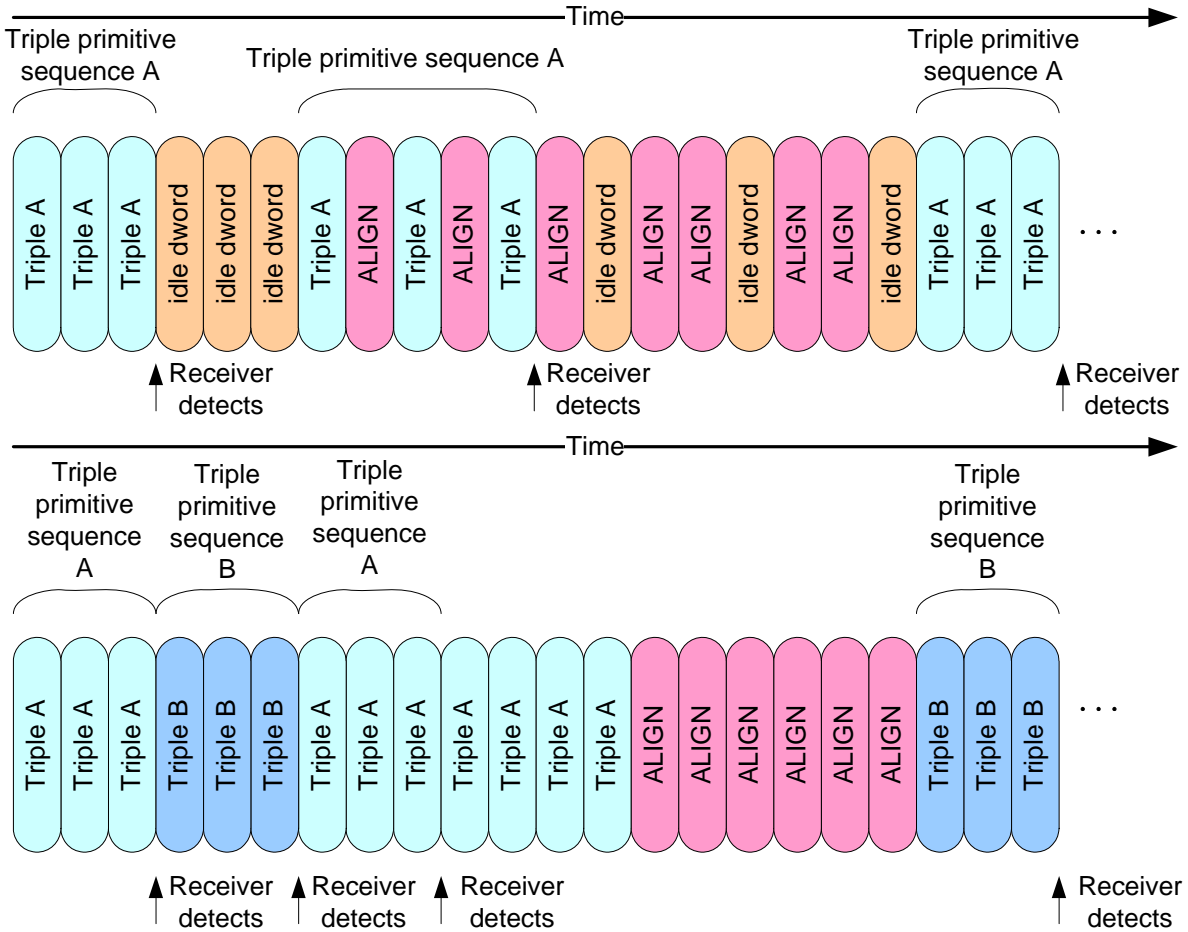 Time
Triple primitive
sequence A
Triple primitive sequence A
Triple primitive
sequence A
Triple A
Triple A
Triple A
idle dword
idle dword
idle dword
Triple A
ALIGN
Triple A
ALIGN
Triple A
ALIGN
idle dword
ALIGN
ALIGN
idle dword
ALIGN
ALIGN
idle dword
Triple A
Triple A
Triple A
. . .
Receiver
detects
Receiver
detects
Receiver
detects
Time
Triple
primitive
sequence
A
Triple
primitive
sequence
B
Triple
primitive
sequence
A
Triple
primitive
sequence
B
Triple A
Triple A
Triple A
Triple B
Triple B
Triple B
Triple A
Triple A
Triple A
Triple A
Triple A
Triple A
Triple A
ALIGN
ALIGN
ALIGN
ALIGN
ALIGN
ALIGN
Triple B
Triple B
Triple B
. . .
Receiver
detects
Receiver
detects
Receiver
detects
Receiver
detects